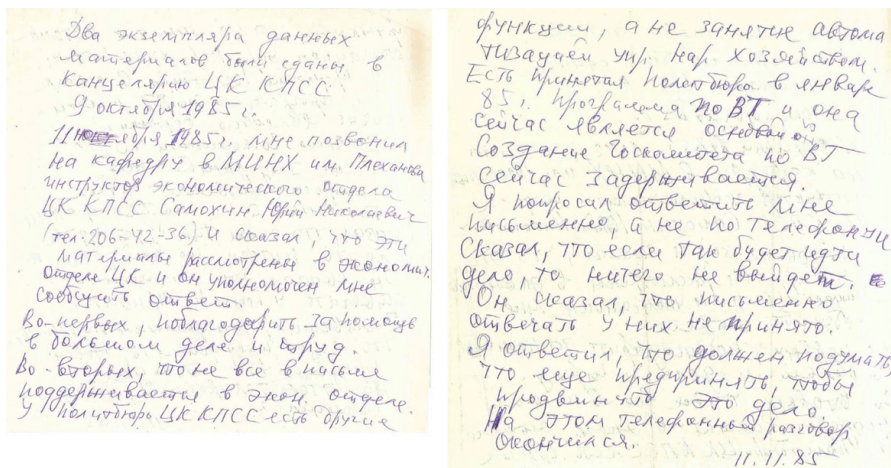 Два экземпляра данных
материалов были сданы в
канцелярию ЦК КПСС
9 октября 1985 г.
11 ноября 1985 г. мне позвонил
на кафедру в МИНХ им. Плеханова
инструктор экономического отдела
ЦК КПСС Самохин Юрий Николаевич
(тел. 206-42-36) и сказал, что эти
материалы рассмотрены в экономич.
отделе ЦК и он уполномочен мне
сообщить ответ.
Во-первых, поблагодарить за помощь
в большом деле и труд.
Во-вторых, что не все в письме
поддерживается в экон. отделе.
У Политбюро ЦК КПСС есть другие
функции, а не занятие автома
тизацией упр. нар. хозяйством.
Есть принятая Политбюро в январе
85 г. программа по ВТ и она
сейчас является основной
Создание Госкомитета по ВТ
сейчас задерживается.
Я попросил ответить мне
письменно, а не по телефону и
сказал, что если так будет идти
дело, то ничего не выйдет.
Он сказал, что письменно
отвечать у них не принято.
Я ответил, что должен подумать,
что еще предпринять, чтобы
продвинуть это дело.
На этом телефонный разговор
окончился.
11.11.85